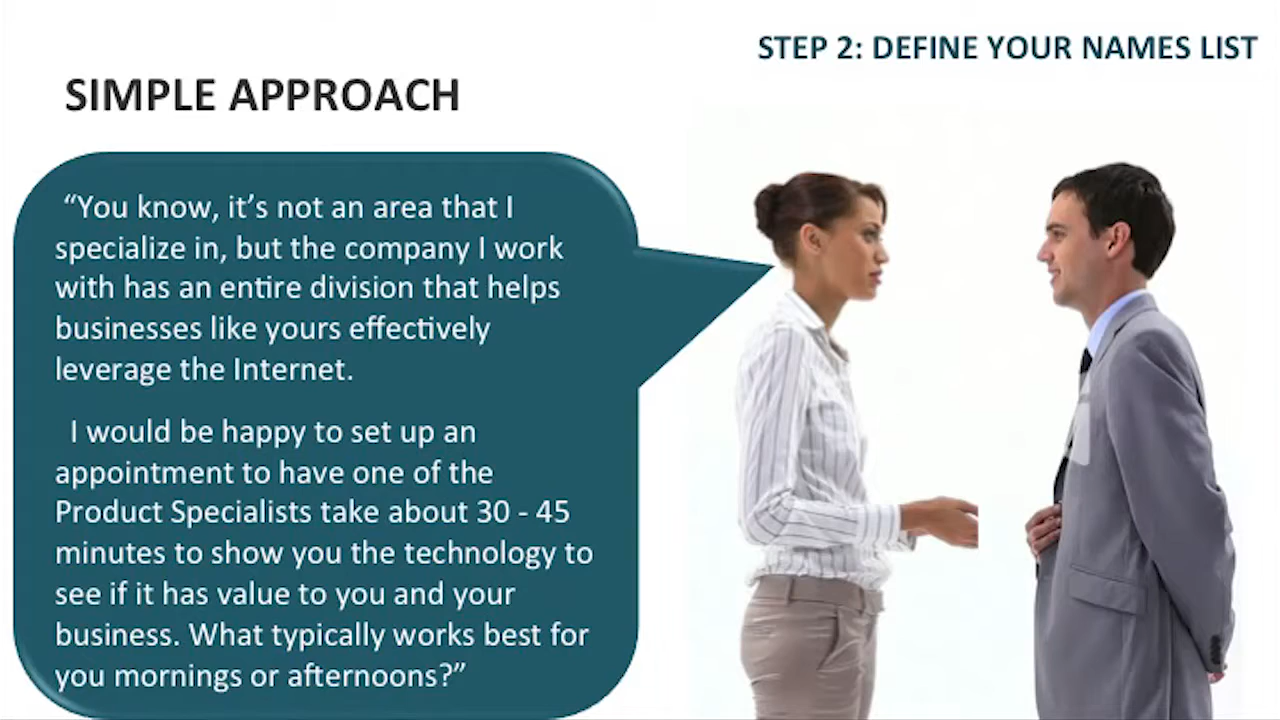 STEP 2: DEFINE YOUR NAMES LIST
SIMPLE APPROACH
“You know, it’s not an area that I
specialize in, but the company I work
with has an entire division that helps
businesses like yours effectively
leverage the Internet.
I would be happy to set up an
appointment to have one of the
Product Specialists take about 30 - 45
minutes to show you the technology to
see if it has value to you and your
business. What typically works best for
you mornings or afternoons?”